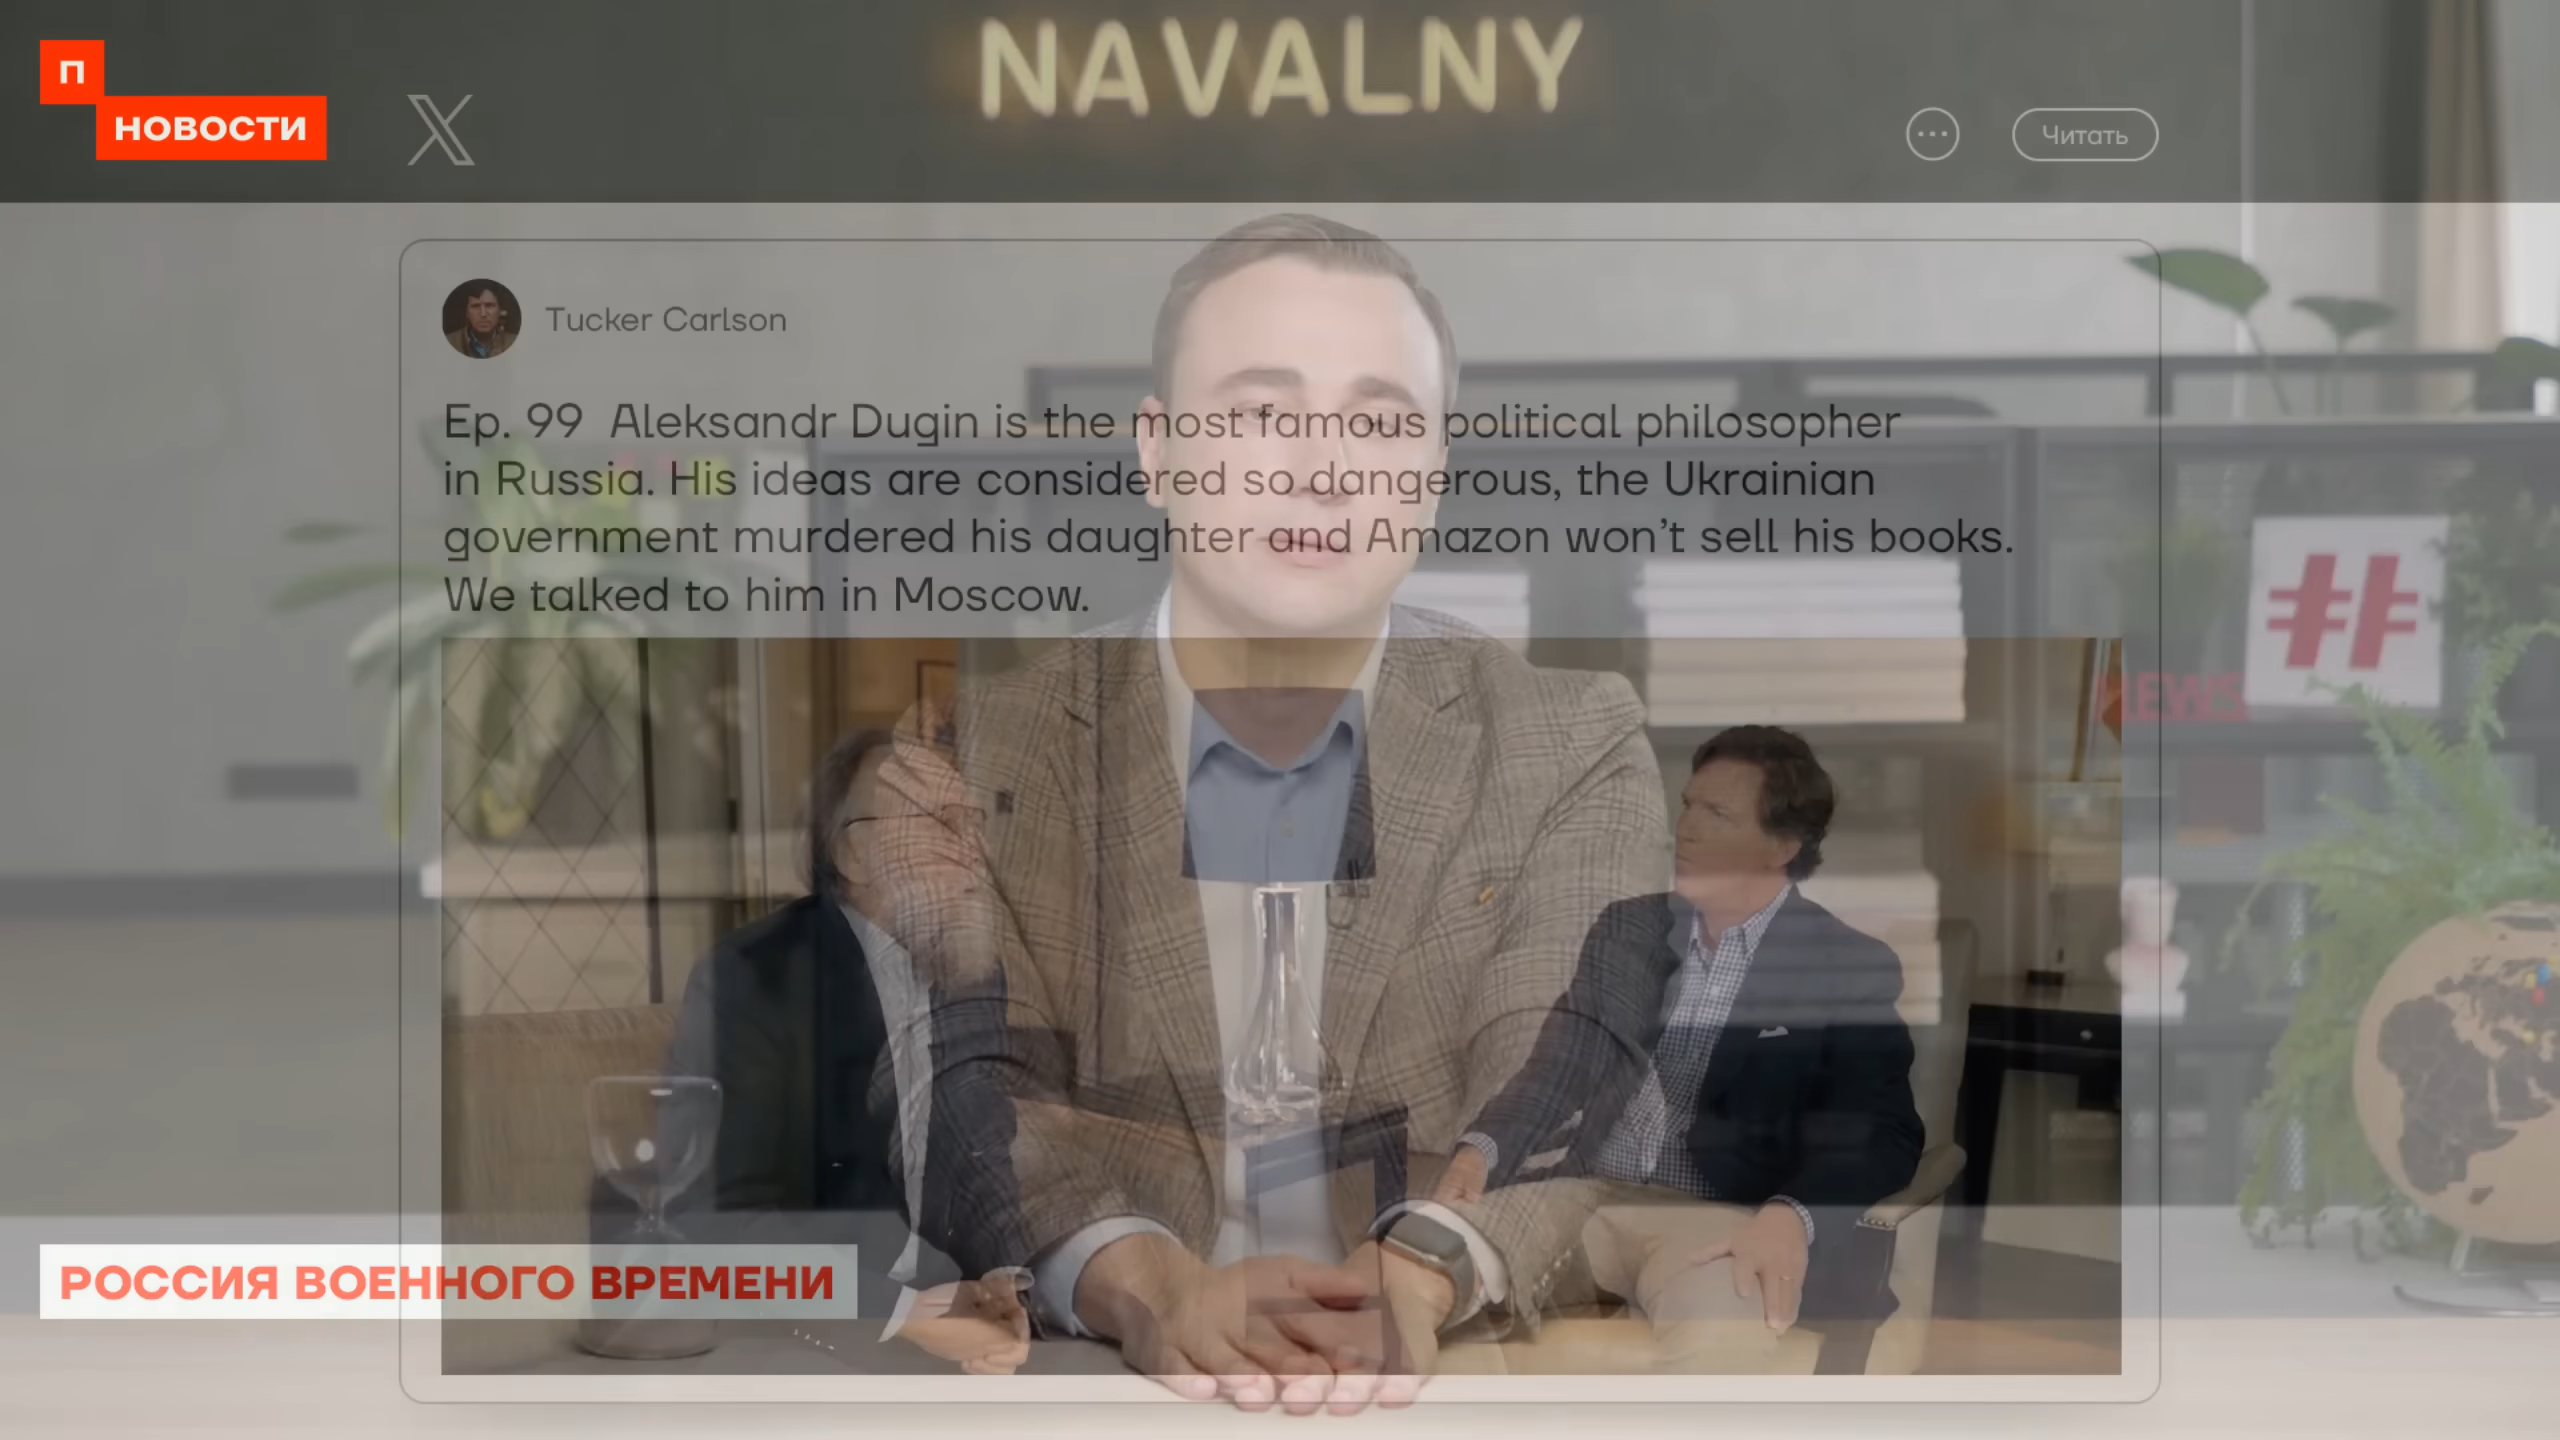 NAVALNY
П
НОВОСТИ
Читать
Tucker Carlson
Ep. 99 Aleksandr Dugin is the most famous political philosopher
in Russia. His ideas are considered so dangerous, the Ukrainian
government murdered his daughter and Amazon won't sell his books.
We talked to him in Moscow.
#
NEWS
РОССИЯ ВОЕННОГО ВРЕМЕНИ